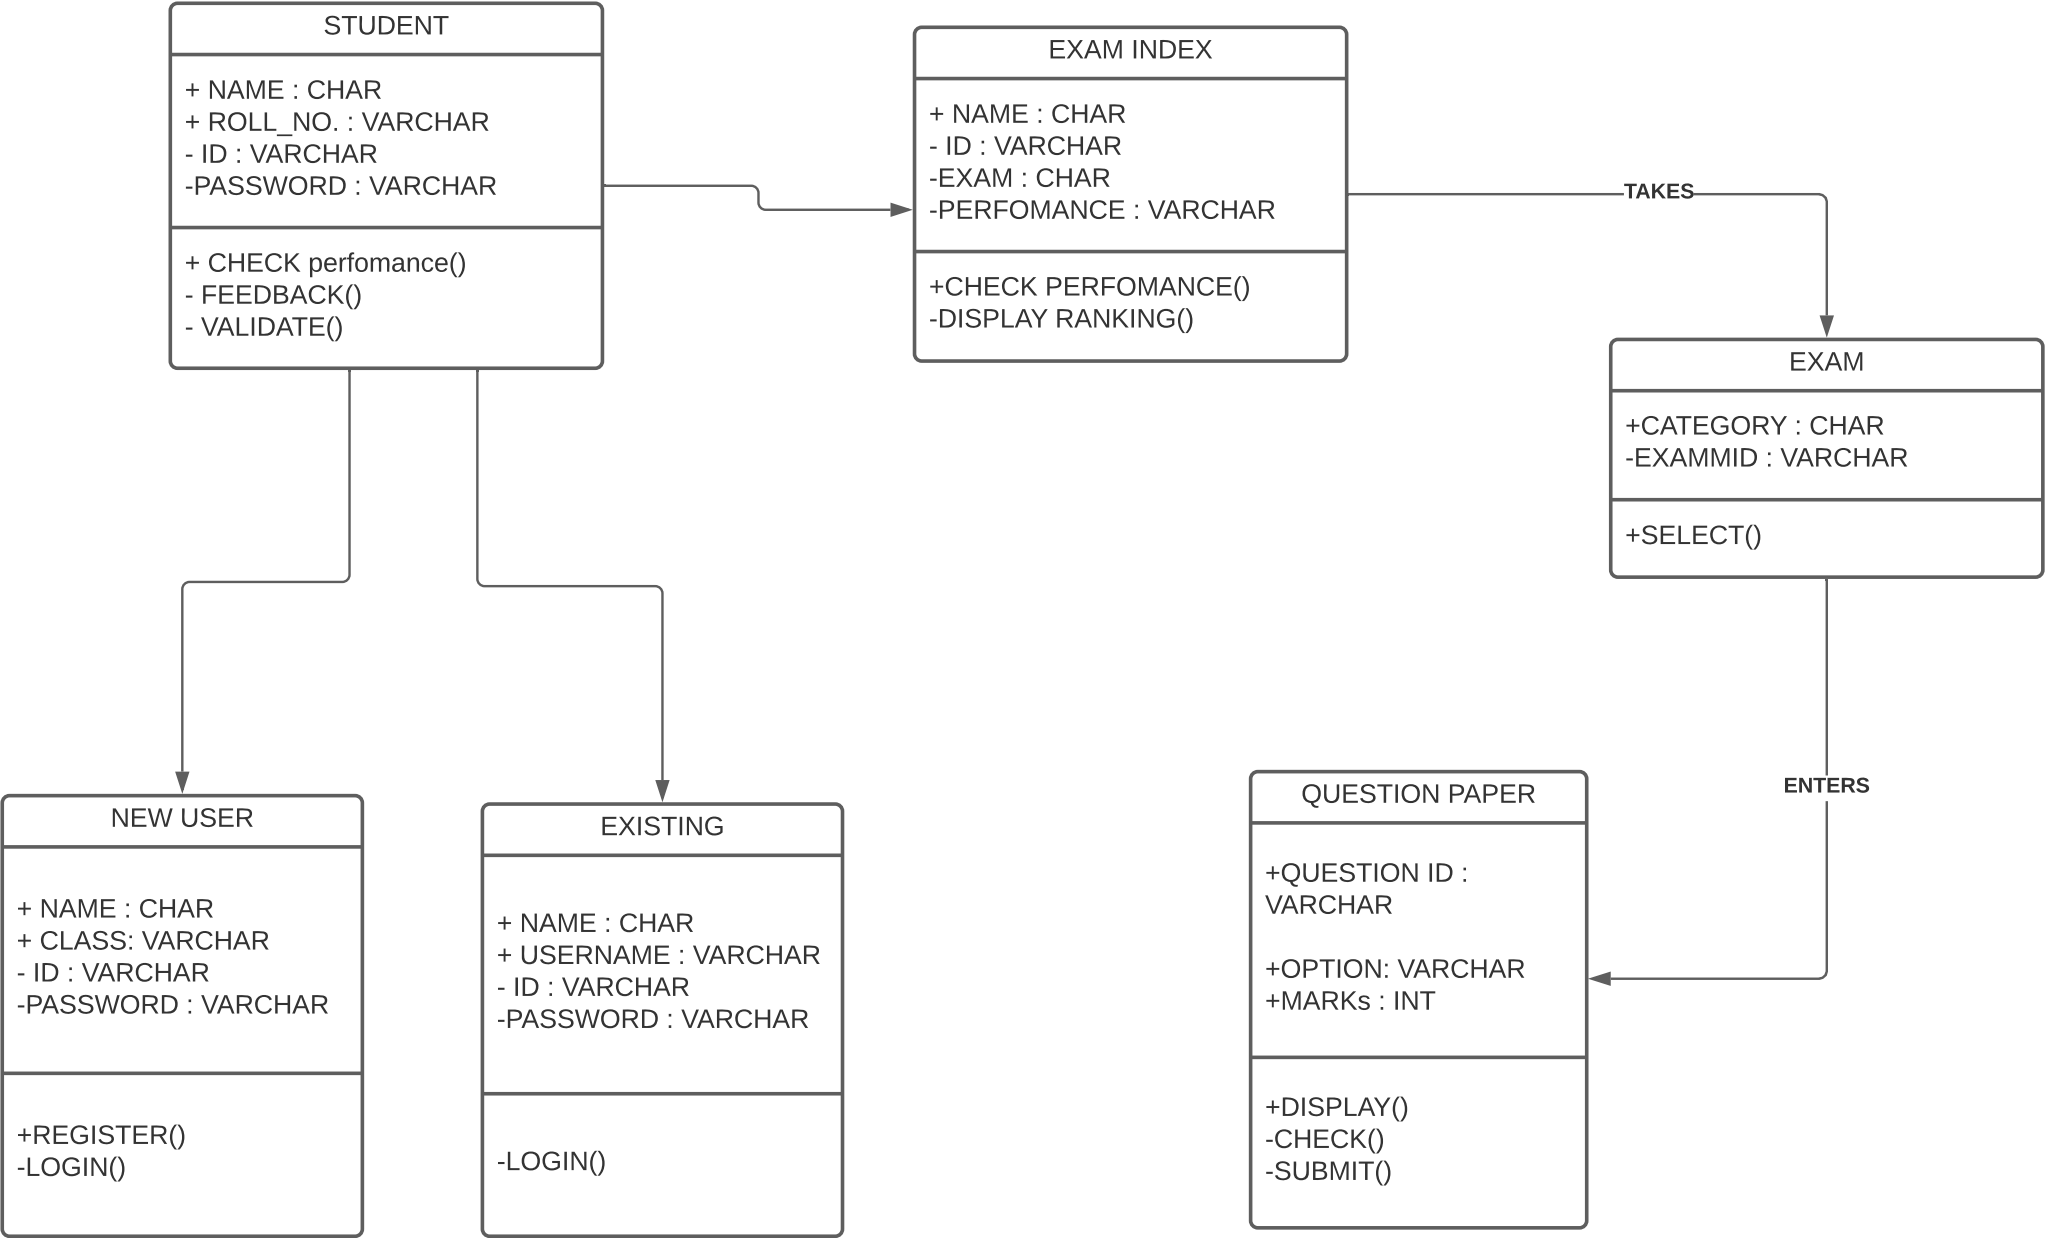 STUDENT
+ NAME : CHAR
+ ROLL_NO. : VARCHAR
- ID : VARCHAR
-PASSWORD : VARCHAR
+ CHECK perfomance()
- FEEDBACK()
- VALIDATE()
EXAM INDEX
+ NAME : CHAR
- ID : VARCHAR
-EXAM : CHAR
-PERFOMANCE : VARCHAR
+CHECK PERFOMANCE()
-DISPLAY RANKING()
TAKES
EXAM
+CATEGORY : CHAR
-EXAMMID : VARCHAR
+SELECT()
ENTERS
NEW USER
+ NAME : CHAR
+ CLASS: VARCHAR
- ID : VARCHAR
-PASSWORD : VARCHAR
+REGISTER()
-LOGIN()
EXISTING
+ NAME : CHAR
+ USERNAME : VARCHAR
- ID : VARCHAR
-PASSWORD : VARCHAR
-LOGIN()
QUESTION PAPER
+QUESTION ID :
VARCHAR
+OPTION: VARCHAR
+MARKs : INT
+DISPLAY()
-CHECK()
-SUBMIT()